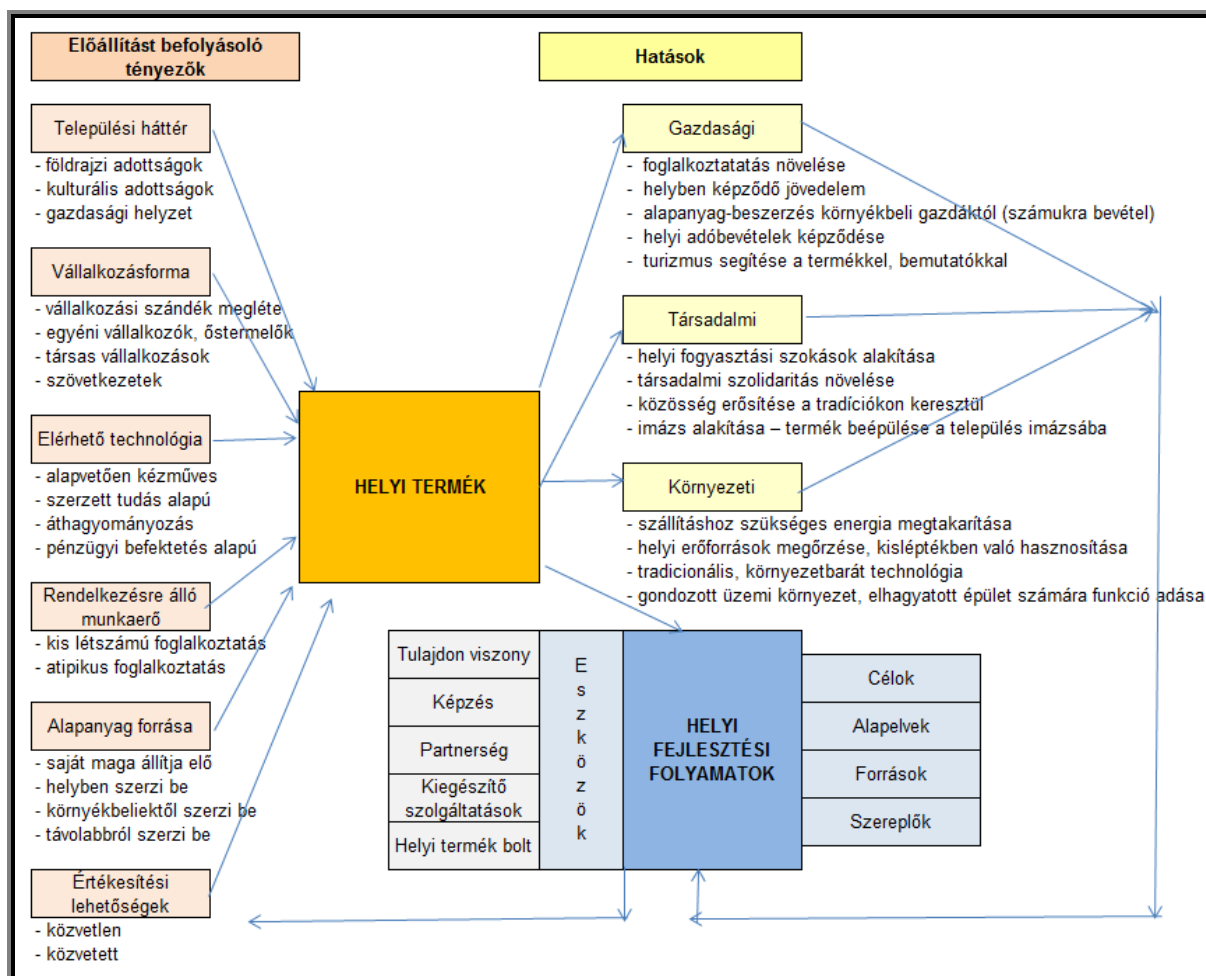 Előállítást befolyásoló
tényezők
Települési háttér
- földrajzi adottságok
- kulturális adottságok
- gazdasági helyzet
Vállalkozásforma
- vállalkozási szándék megléte
- egyéni vállalkozók, őstermelők
- társas vállalkozások
- szövetkezetek
Elérhető technológia
- alapvetően kézműves
- szerzett tudás alapú
- áthagyományozás
- pénzügyi befektetés alapú
Rendelkezésre álló
munkaerő
- kis létszámú foglalkoztatás
- atipikus foglalkoztatás
Alapanyag forrása
- saját maga állítja elő
- helyben szerzi be
- környékbeliektől szerzi be
- távolabbról szerzi be
Értékesítési
lehetőségek
- közvetlen
- közvetett
HELYI TERMÉK
Hatások
Gazdasági
- foglalkoztatatás növelése
- helyben képződő jövedelem
- alapanyag-beszerzés környékbeli gazdáktól (számukra bevétel)
- helyi adóbevételek képződése
- turizmus segítése a termékkel, bemutatókkal
Társadalmi
- helyi fogyasztási szokások alakítása
- társadalmi szolidaritás növelése
- közösség erősítése a tradíciókon keresztül
- imázs alakítása – termék beépülése a település imázsába
Környezeti
- szállításhoz szükséges energia megtakarítása
- helyi erőforrások megőrzése, kisléptékben való hasznosítása
- tradicionális, környezetbarát technológia
- gondozott üzemi környezet, elhagyatott épület számára funkció adása
Tulajdon viszony
Képzés
Partnerség
Kiegészítő
szolgáltatások
Helyi termék bolt
E
s
z
k
ö
z
ö
k
HELYI
FEJLESZTÉSI
FOLYAMATOK
Célok
Alapelvek
Források
Szereplők